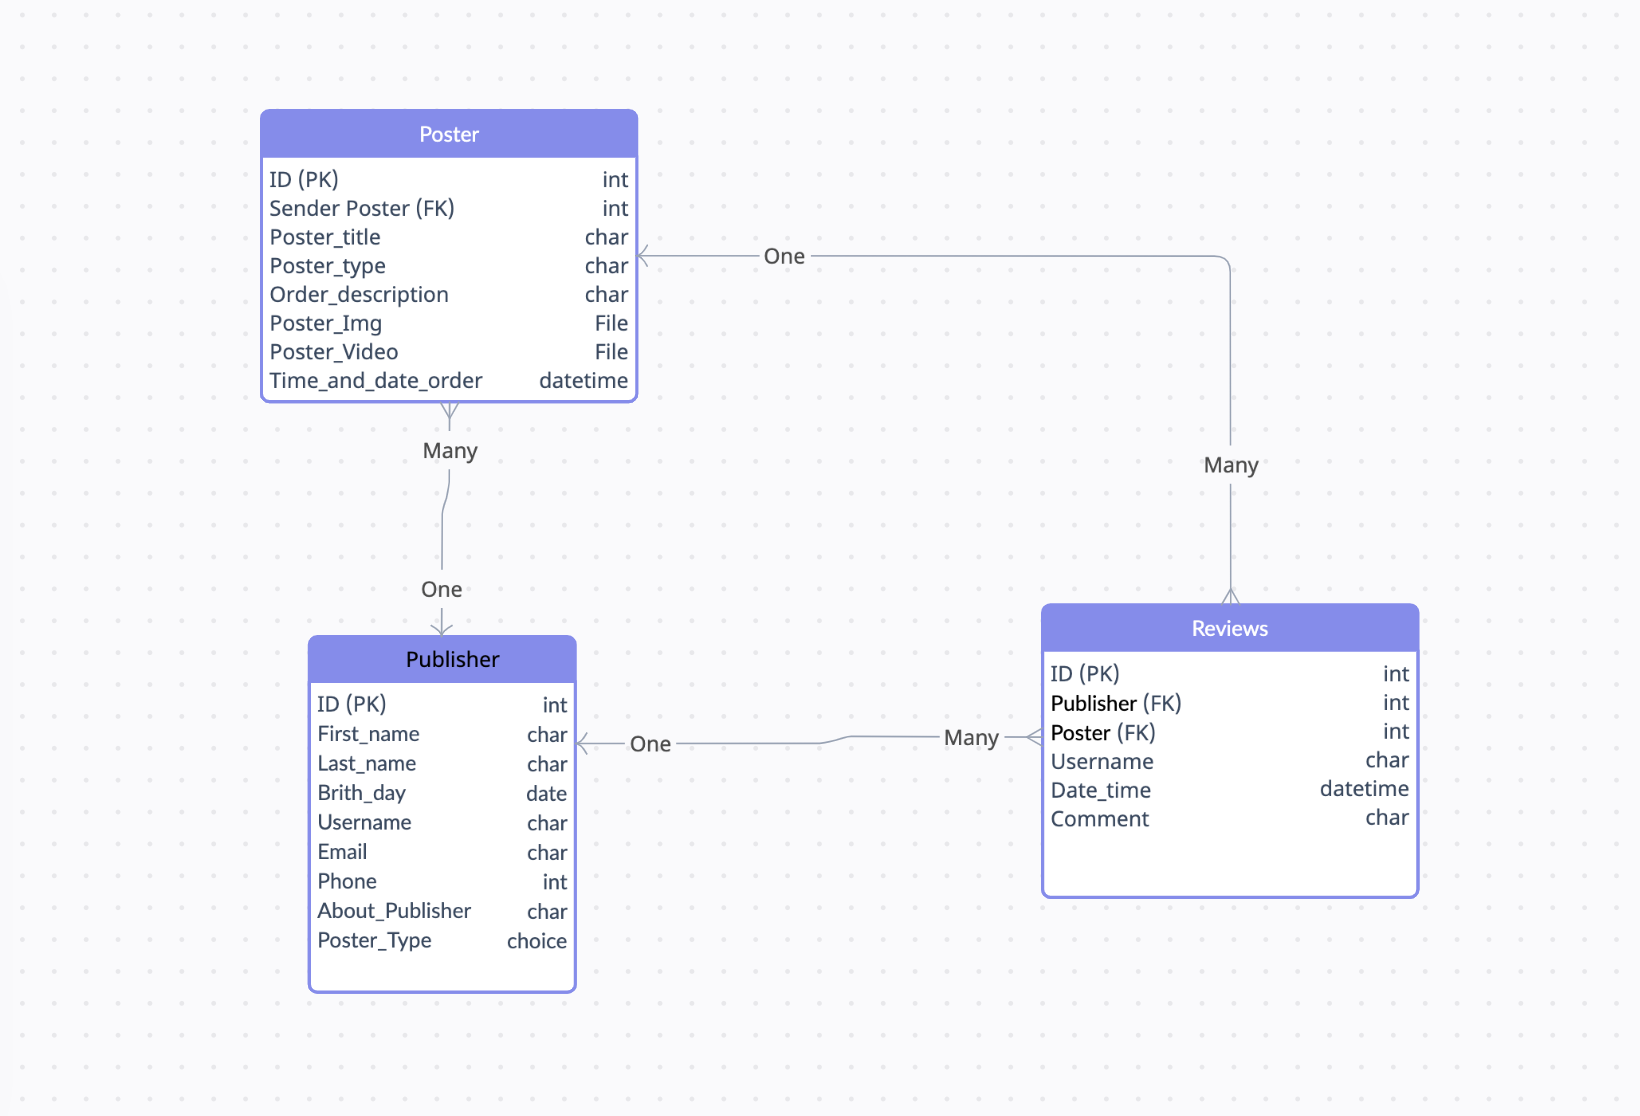 Poster
ID (PK) int
Sender Poster (FK) int
Poster_title char
Poster_type char
Order_description char
Poster_Img File
Poster_Video File
Time_and_date_order datetime
One
Many
Many
One
Publisher
ID (PK) int
First_name char
Last_name char
Brith_day date
Username char
Email char
Phone int
About_Publisher char
Poster_Type choice
One
Many
Reviews
ID (PK) int
Publisher (FK) int
Poster (FK) int
Username char
Date_time datetime
Comment char